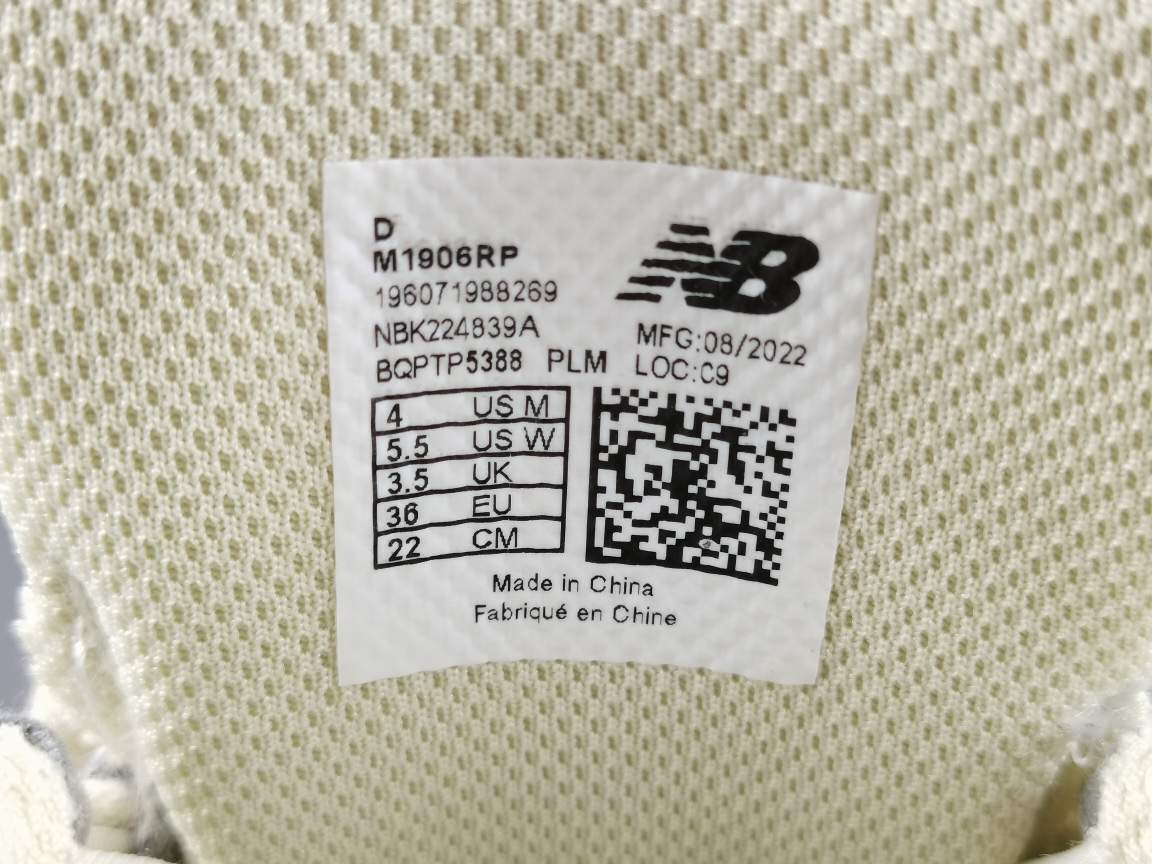 D
M1906RP
196071988269
NBK224839A
BQPTP5388 PLM
NB
MFG:08/2022
LOC:C9
4 US M
5.5 US W
3.5 UK
36 EU
22 CM
Made in China
Fabriqué en Chine